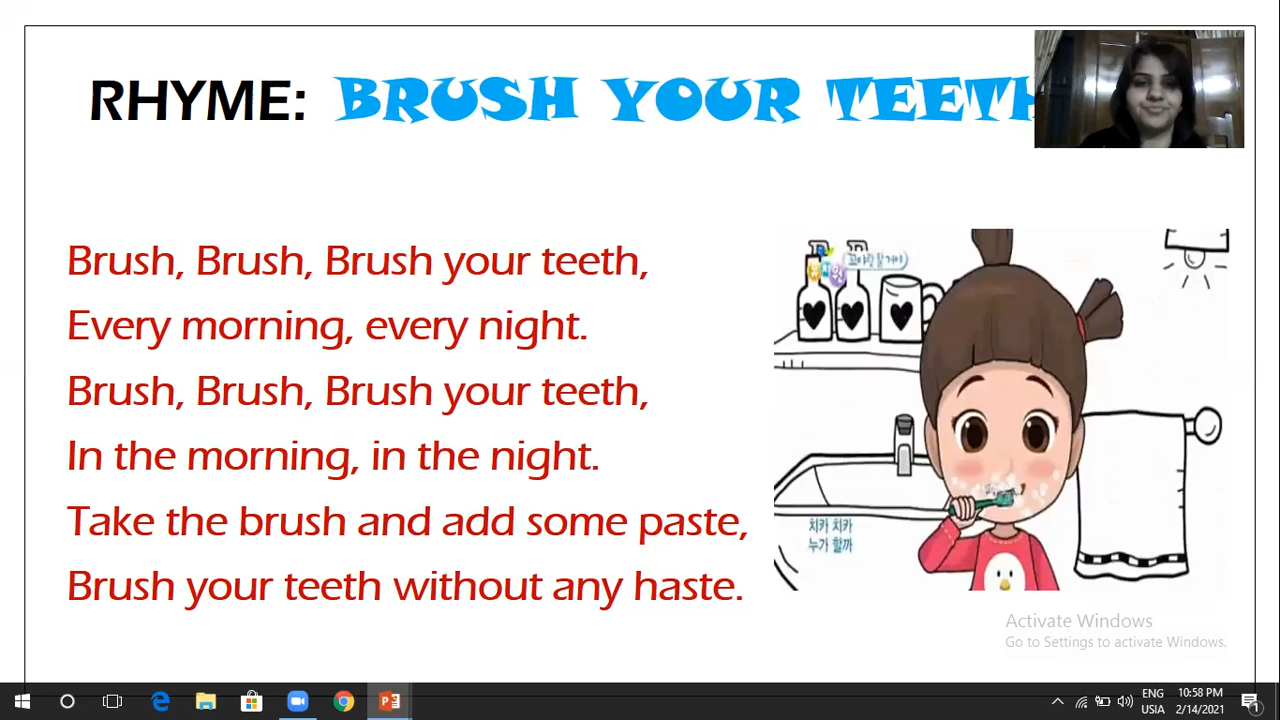 RHYME: BRUSH YOUR TEETH
Brush, Brush, Brush your teeth,
Every morning, every night.
Brush, Brush, Brush your teeth,
In the morning, in the night.
Take the brush and add some paste,
Brush your teeth without any haste.
치카 치카
누가 할까
Activate Windows
Go to Settings to activate Windows.
ENG
USIA
10:58 PM
2/14/2021
1